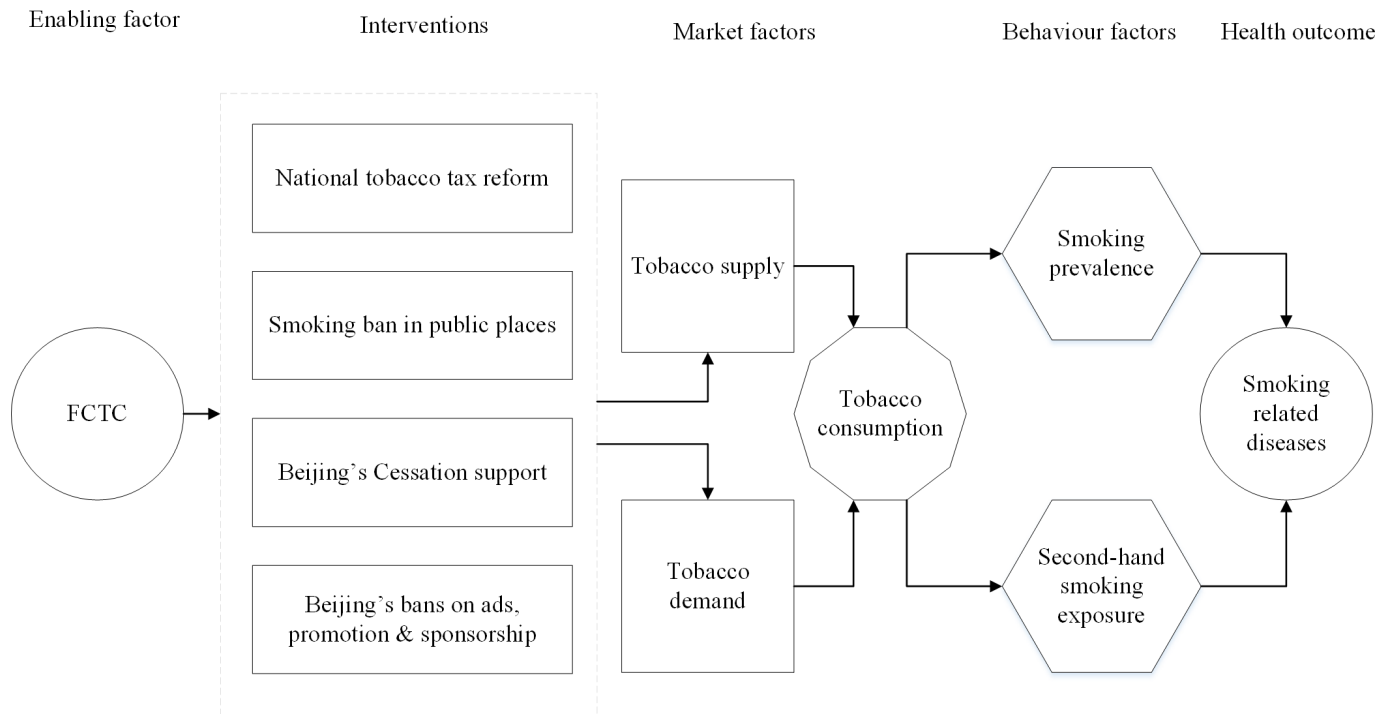 Enabling factor
Interventions
Market factors
Behaviour factors
Health outcome
FCTC
National tobacco tax reform
Smoking ban in public places
Beijing’s Cessation support
Beijing’s bans on ads,
promotion & sponsorship
Tobacco supply
Tobacco
demand
Tobacco
consumption
Smoking
prevalence
Second-hand
smoking
exposure
Smoking
related
diseases